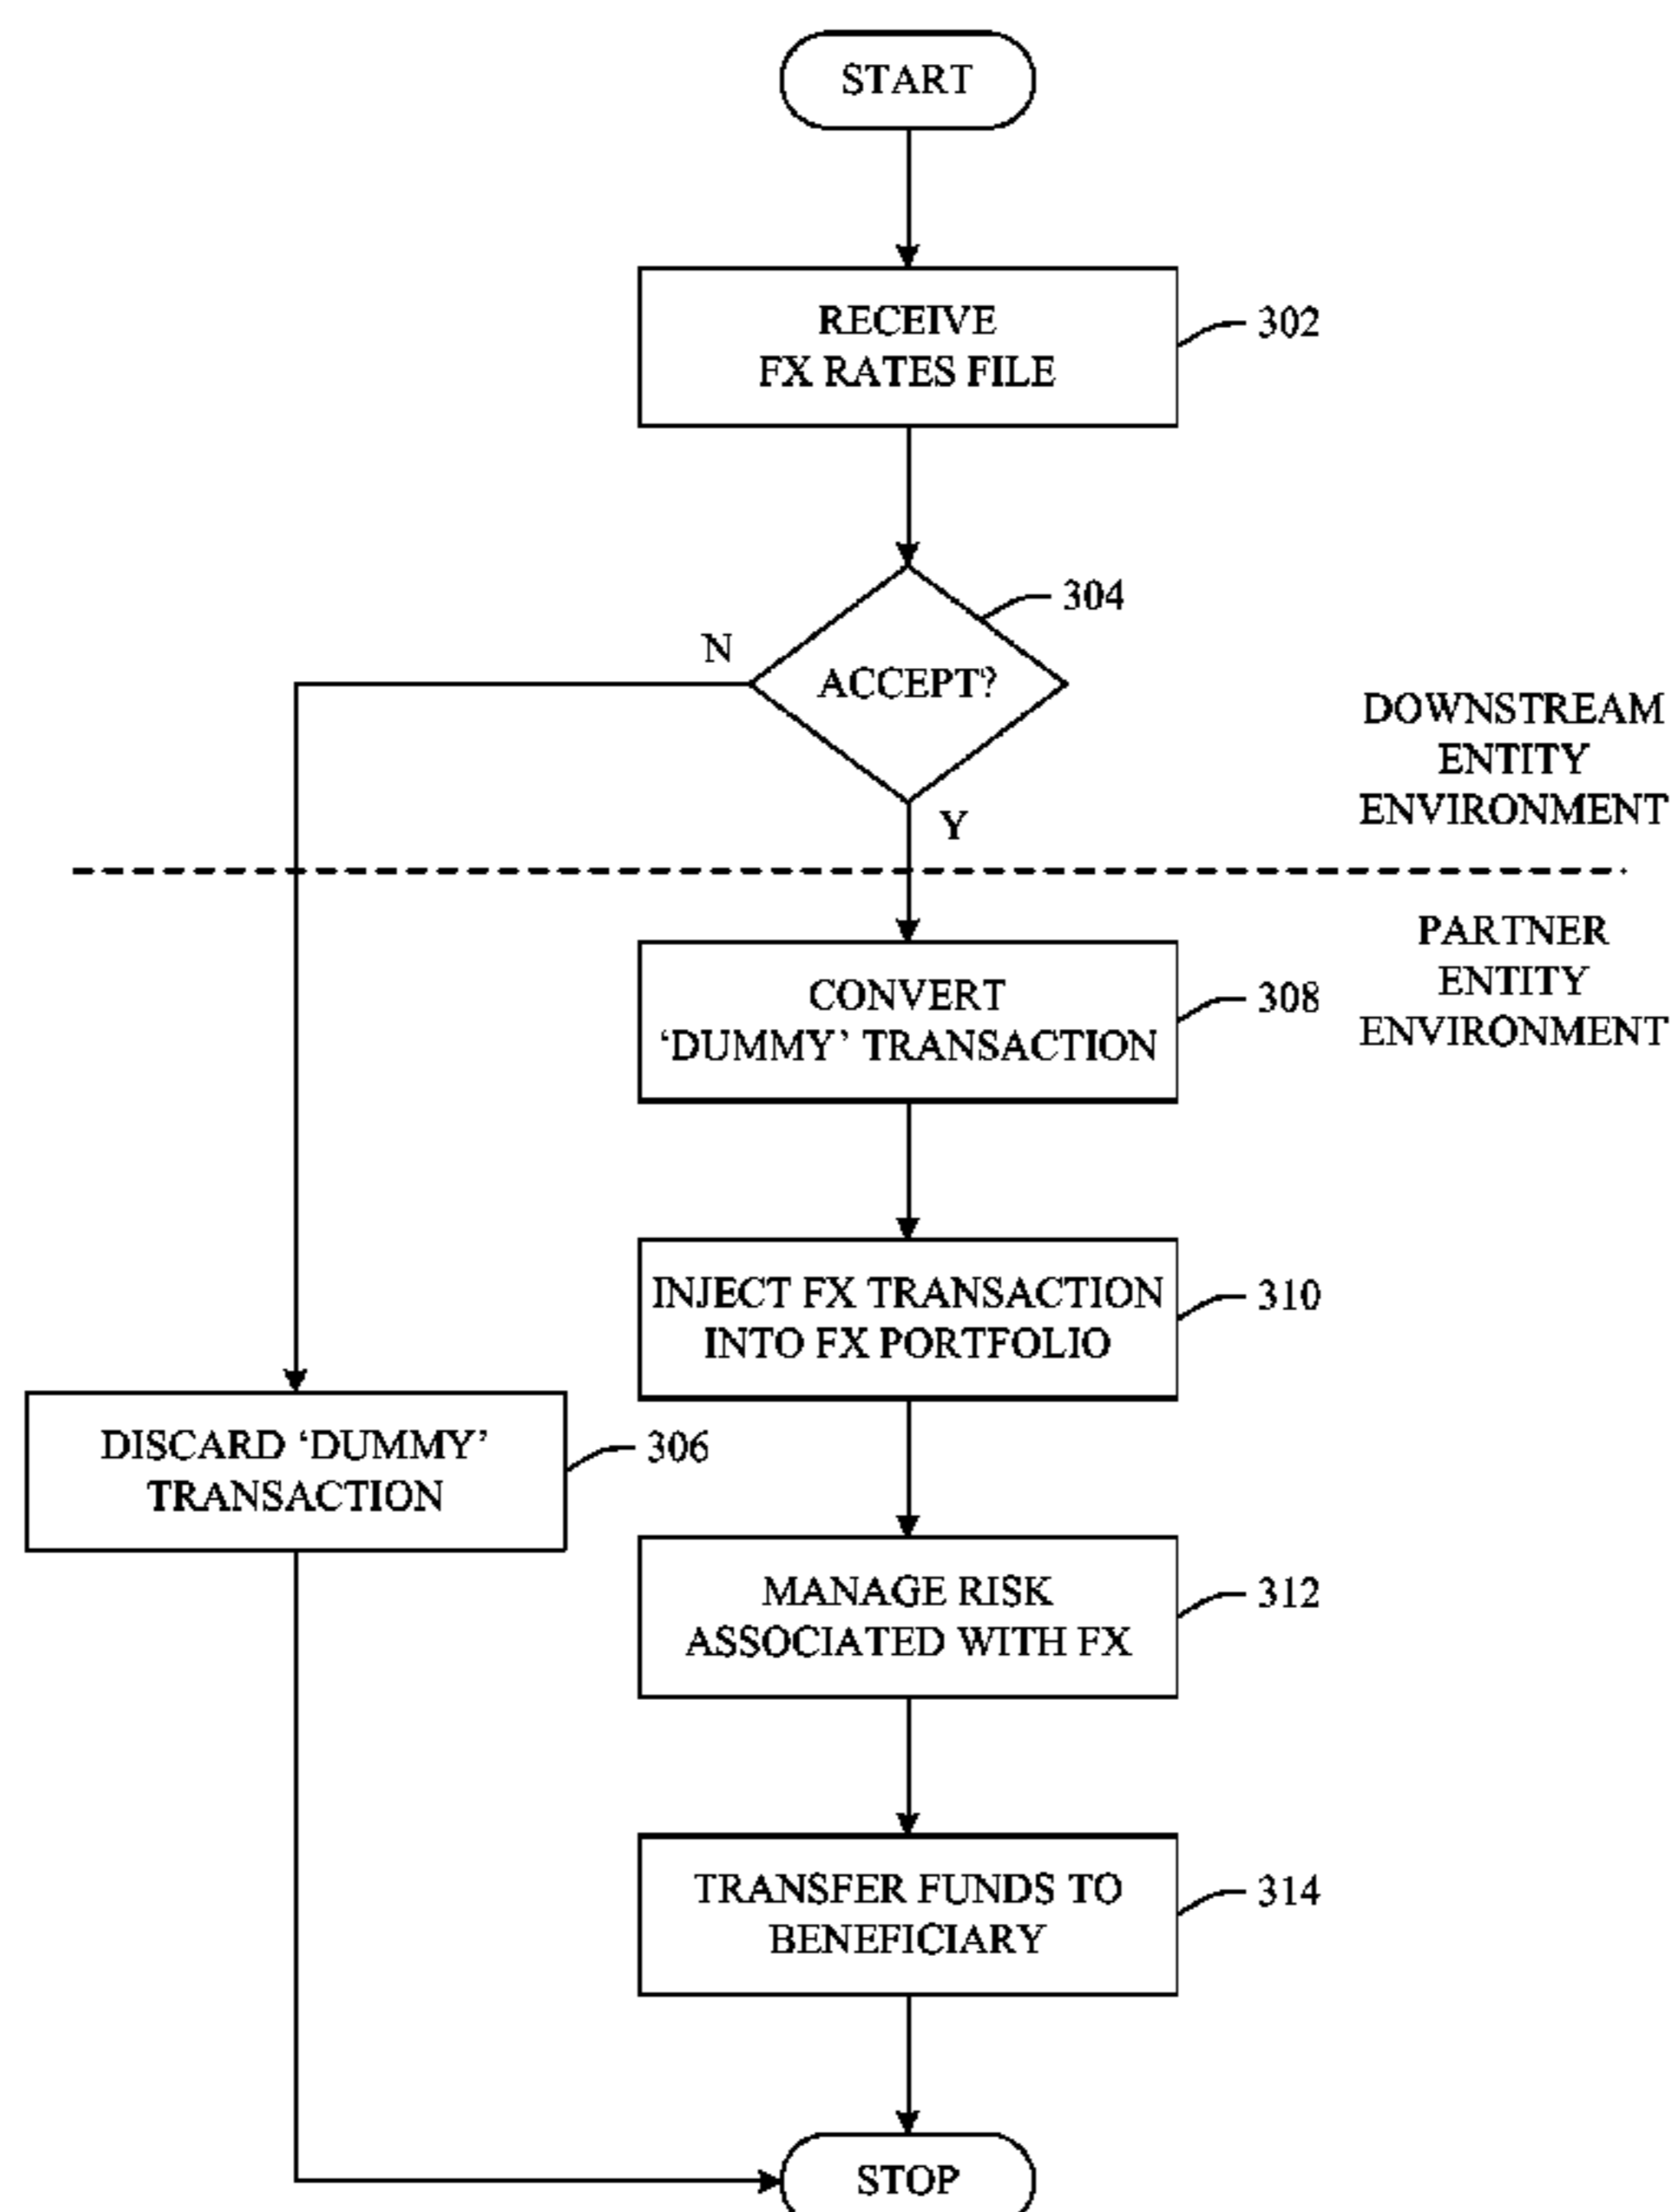 START
RECEIVE
FX RATES FILE
302
304
N
ACCEPT?
Y
DOWNSTREAM
ENTITY
ENVIRONMENT
PARTNER
ENTITY
ENVIRONMENT
CONVERT
‘DUMMY’ TRANSACTION
308
INJECT FX TRANSACTION
INTO FX PORTFOLIO
310
DISCARD ‘DUMMY’
TRANSACTION
306
MANAGE RISK
ASSOCIATED WITH FX
312
TRANSFER FUNDS TO
BENEFICIARY
314
STOP